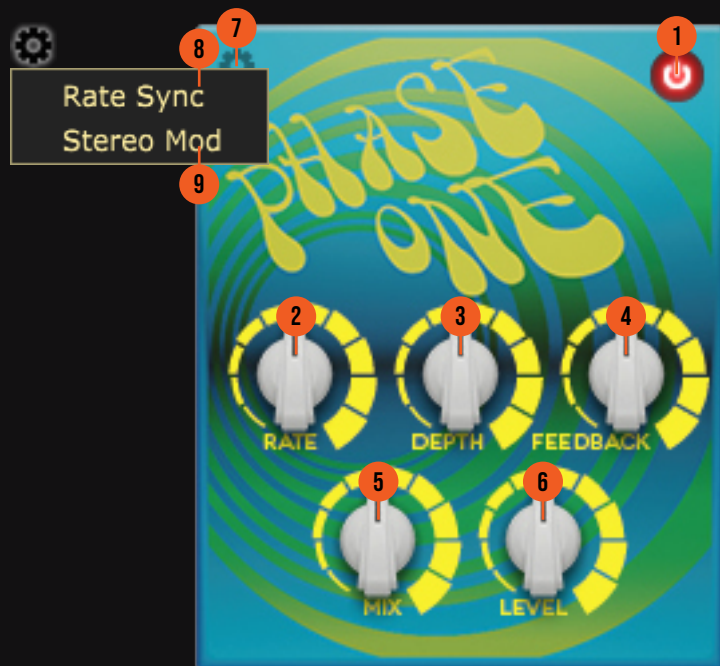 7
1
8
Rate Sync
Stereo Mod
9
PHASE
ONE
2
3
4
RATE
DEPTH
FEEDBACK
5
6
MIX
LEVEL